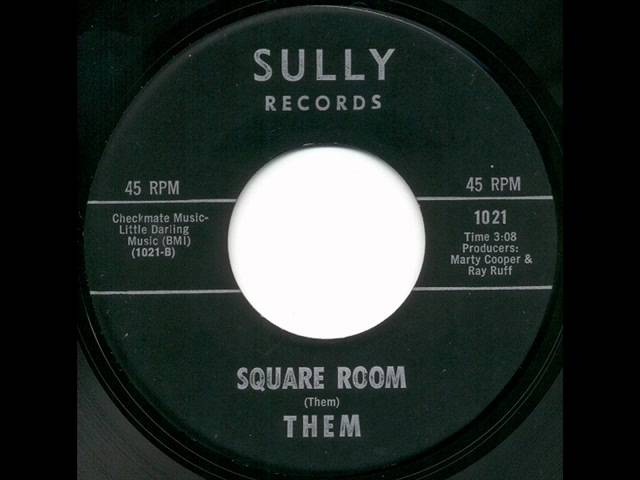 SULLY
RECORDS
45 RPM
45 RPM
Checkmate Music-
Little Darling
Music (BMI)
(1021-B)
1021
Time 3:08
Producers:
Marty Cooper &
Ray Ruff
SQUARE ROOM
(Them)
THEM